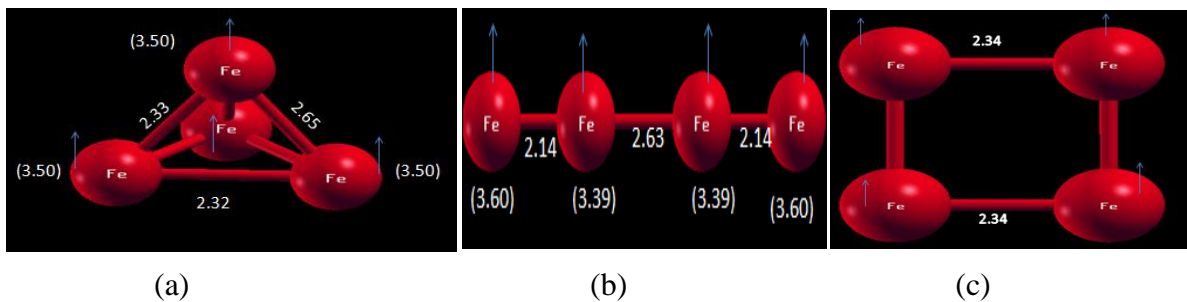 (3.50)
Fe
2.33
2.65
(3.50)
Fe
Fe
(3.50)
2.32
(a)
Fe
Fe
Fe
Fe
2.14
2.63
2.14
(3.60)
(3.39)
(3.39)
(3.60)
(b)
2.34
Fe
Fe
Fe
Fe
2.34
(c)